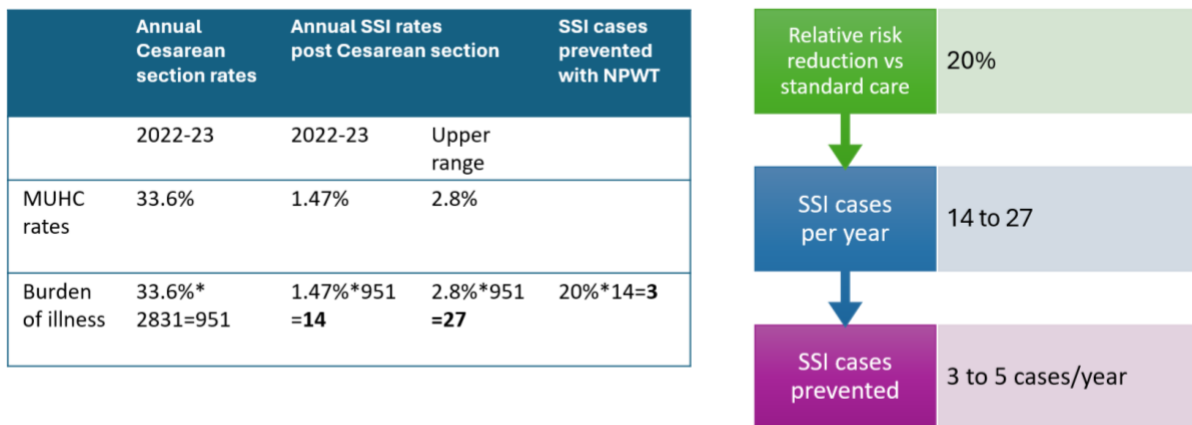 Annual Cesarean section rates
Annual SSI rates post Cesarean section
SSI cases prevented with NPWT
2022-23
2022-23
Upper range
MUHC rates
33.6%
1.47%
2.8%
Burden of illness
33.6%* 2831=951
1.47%*951 =14
2.8%*951 =27
20%*14=3
Relative risk reduction vs standard care
20%
SSI cases per year
14 to 27
SSI cases prevented
3 to 5 cases/year